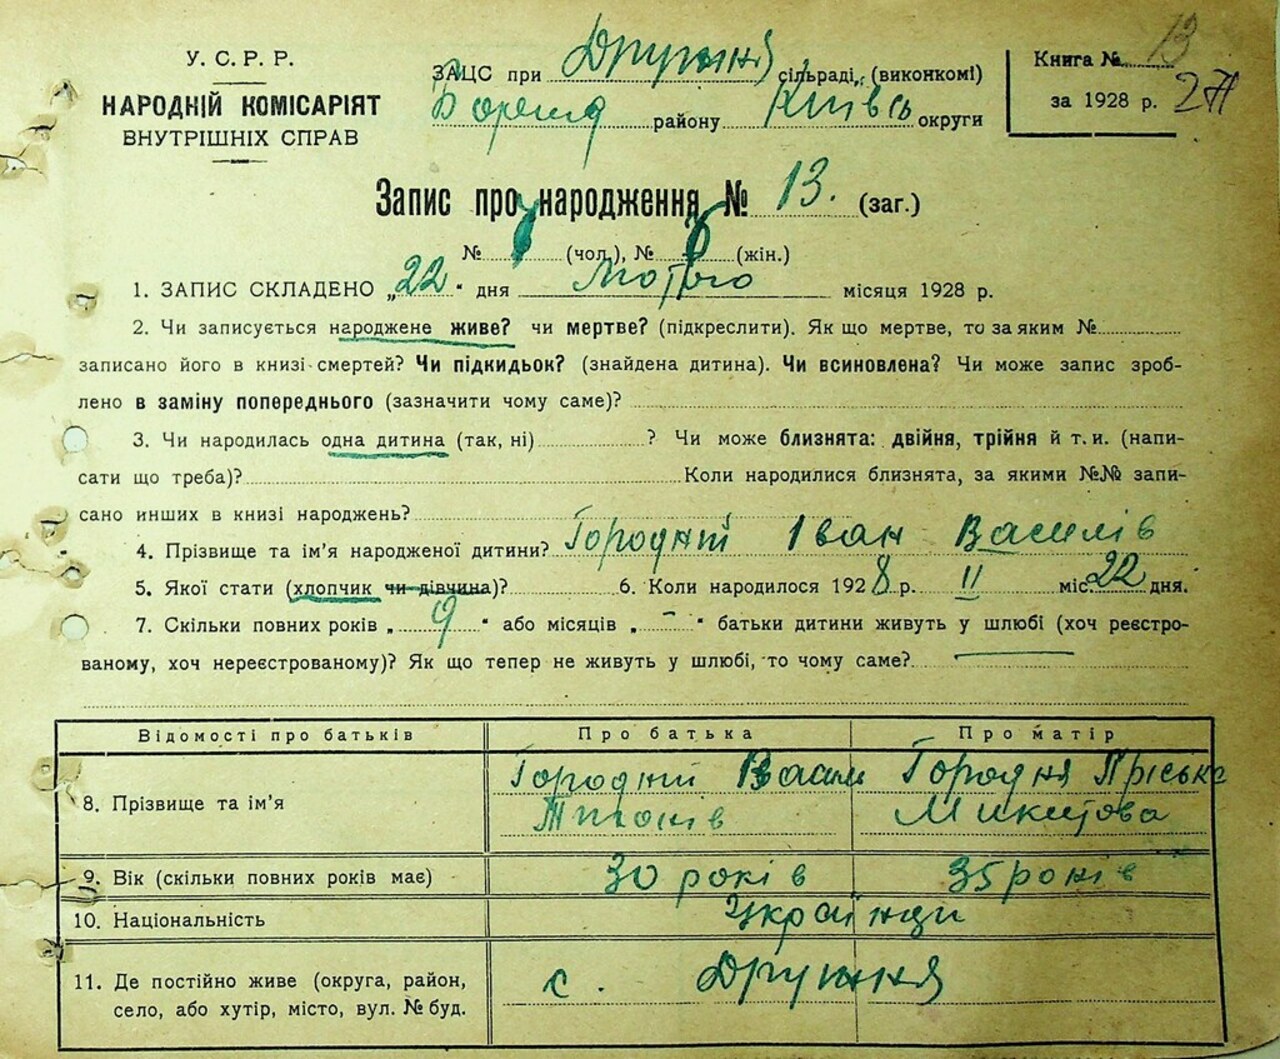 У. С. Р. Р.
НАРОДНІЙ КОМІСАРІЯТ
ВНУТРІШНІХ СПРАВ
ЗАЦС при Дружня сільраді, (виконкомі)
району Київсь округи
Книга № 13
за 1928 р. 27
Запис про народження № 13. (заг.)
№ (чол.), № (жін.)
1. ЗАПИС СКЛАДЕНО „22“ дня Лютого місяця 1928 р.
2. Чи записується народжене живе? чи мертве? (підкреслити). Як що мертве, то за яким №
записано його в книзі смертей? Чи підкидьок? (знайдена дитина). Чи всиновлена? Чи може запис зроб-
лено в заміну попереднього (зазначити чому саме)?
3. Чи народилась одна дитина (так, ні) ? Чи може близнята: двійня, трійня й т. и. (напи-
сати що треба)? Коли народилися близнята, за якими №№ запи-
сано инших в книзі народжень?
4. Прізвище та ім’я народженої дитини? Городній Іван Василів
5. Якої стати (хлопчик чи дівчина)? 6. Коли народилося 1928 р. II міс. 22 дня.
7. Скільки повних років „ 9 “ або місяців „ - “ батьки дитини живуть у шлюбі (хоч реєстро-
ваному, хоч нереєстрованому)? Як що тепер не живуть у шлюбі, то чому саме?
Відомості про батьків Про батька Про матір
8. Прізвище та ім’я Городній Васил Городня Пріська
Микитова
9. Вік (скільки повних років має) 30 років 35 років
10. Національність Українци
11. Де постійно живе (округа, район,
село, або хутір, місто, вул. № буд.
с. Дружня